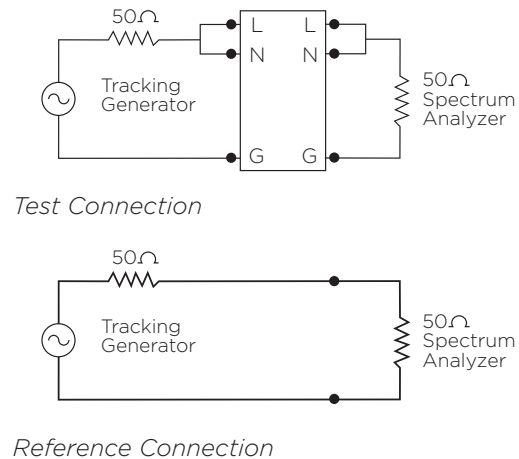 50Ω
L L
N N
Tracking
Generator
50Ω
Spectrum
Analyzer
G G
Test Connection
50Ω
Tracking
Generator
50Ω
Spectrum
Analyzer
Reference Connection